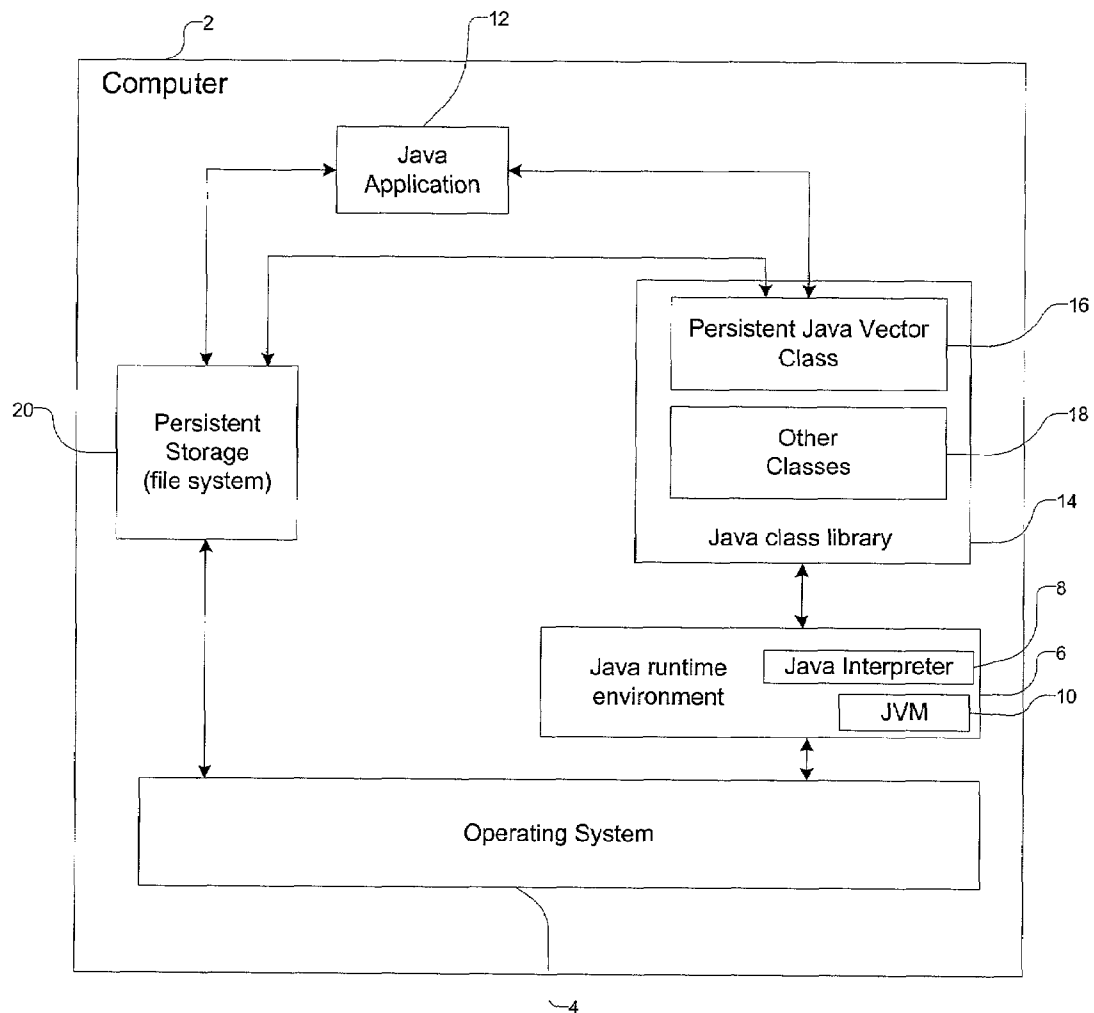 2
12
Computer
Java
Application
16
Persistent Java Vector
Class
20
Persistent
Storage
(file system)
18
Other
Classes
14
Java class library
8
Java runtime
environment
Java Interpreter
6
10
JVM
Operating System
4